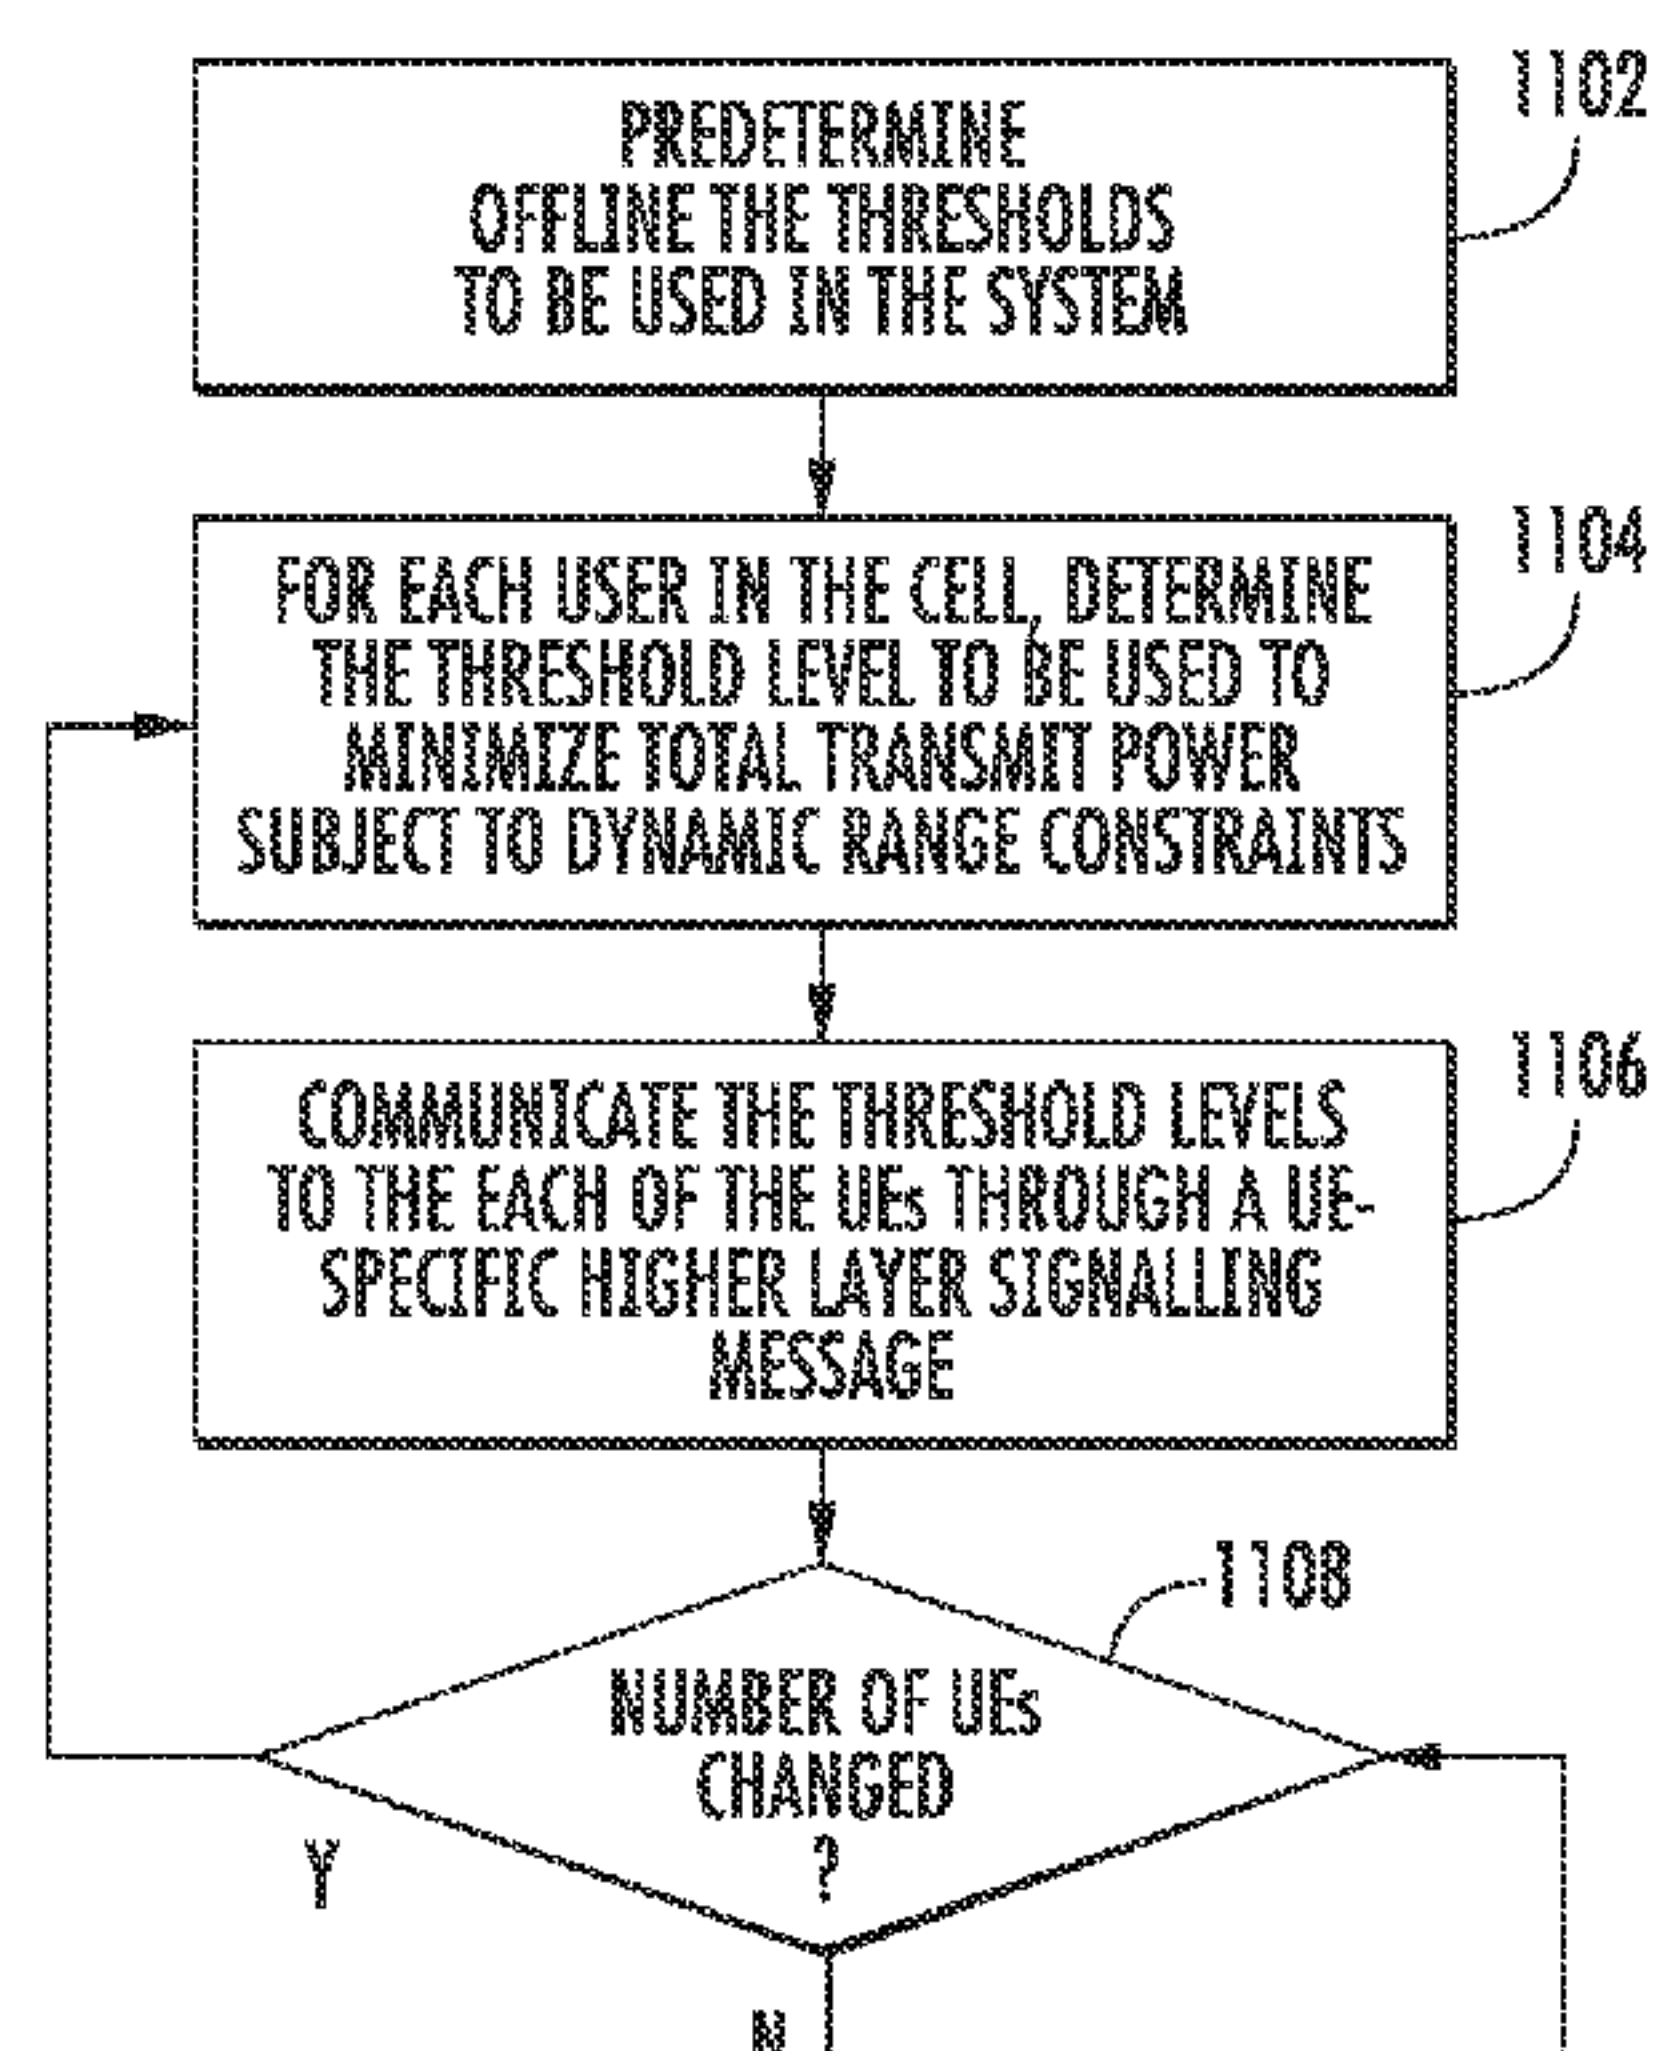 1102
PREDETERMINE
OFFLINE THE THRESHOLDS
TO BE USED IN THE SYSTEM
1104
FOR EACH USER IN THE CELL, DETERMINE
THE THRESHOLD LEVEL TO BE USED TO
MINIMIZE TOTAL TRANSMIT POWER
SUBJECT TO DYNAMIC RANGE CONSTRAINTS
1106
COMMUNICATE THE THRESHOLD LEVELS
TO THE EACH OF THE UEs THROUGH A UE-
SPECIFIC HIGHER LAYER SIGNALLING
MESSAGE
1108
NUMBER OF UEs
CHANGED
?
Y
N